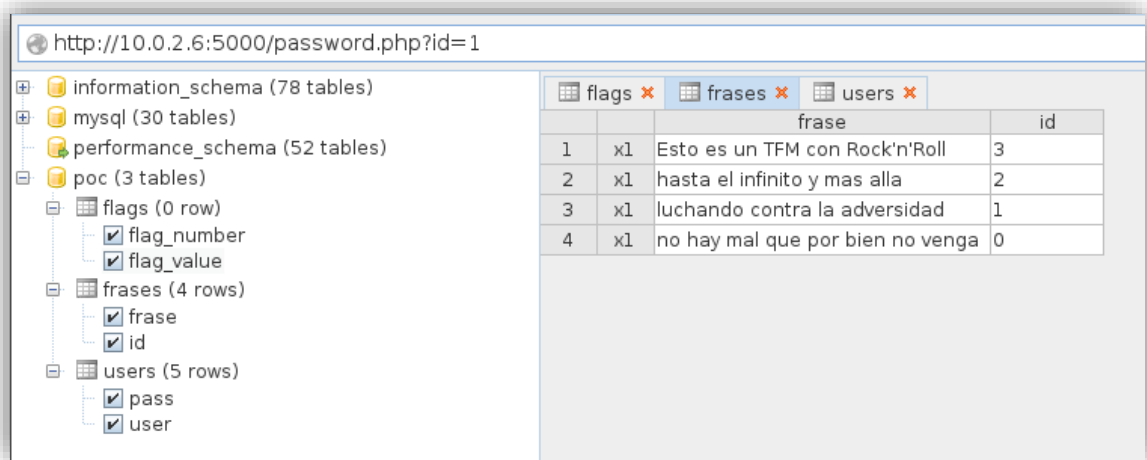 http://10.0.2.6:5000/password.php?id=1
information_schema (78 tables)
mysql (30 tables)
performance_schema (52 tables)
poc (3 tables)
flags (0 row)
flag_number
flag_value
frases (4 rows)
frase
id
users (5 rows)
pass
user
flags frases users
frase id
1 x1 Esto es un TFM con Rock'n'Roll 3
2 x1 hasta el infinito y mas alla 2
3 x1 luchando contra la adversidad 1
4 x1 no hay mal que por bien no venga 0